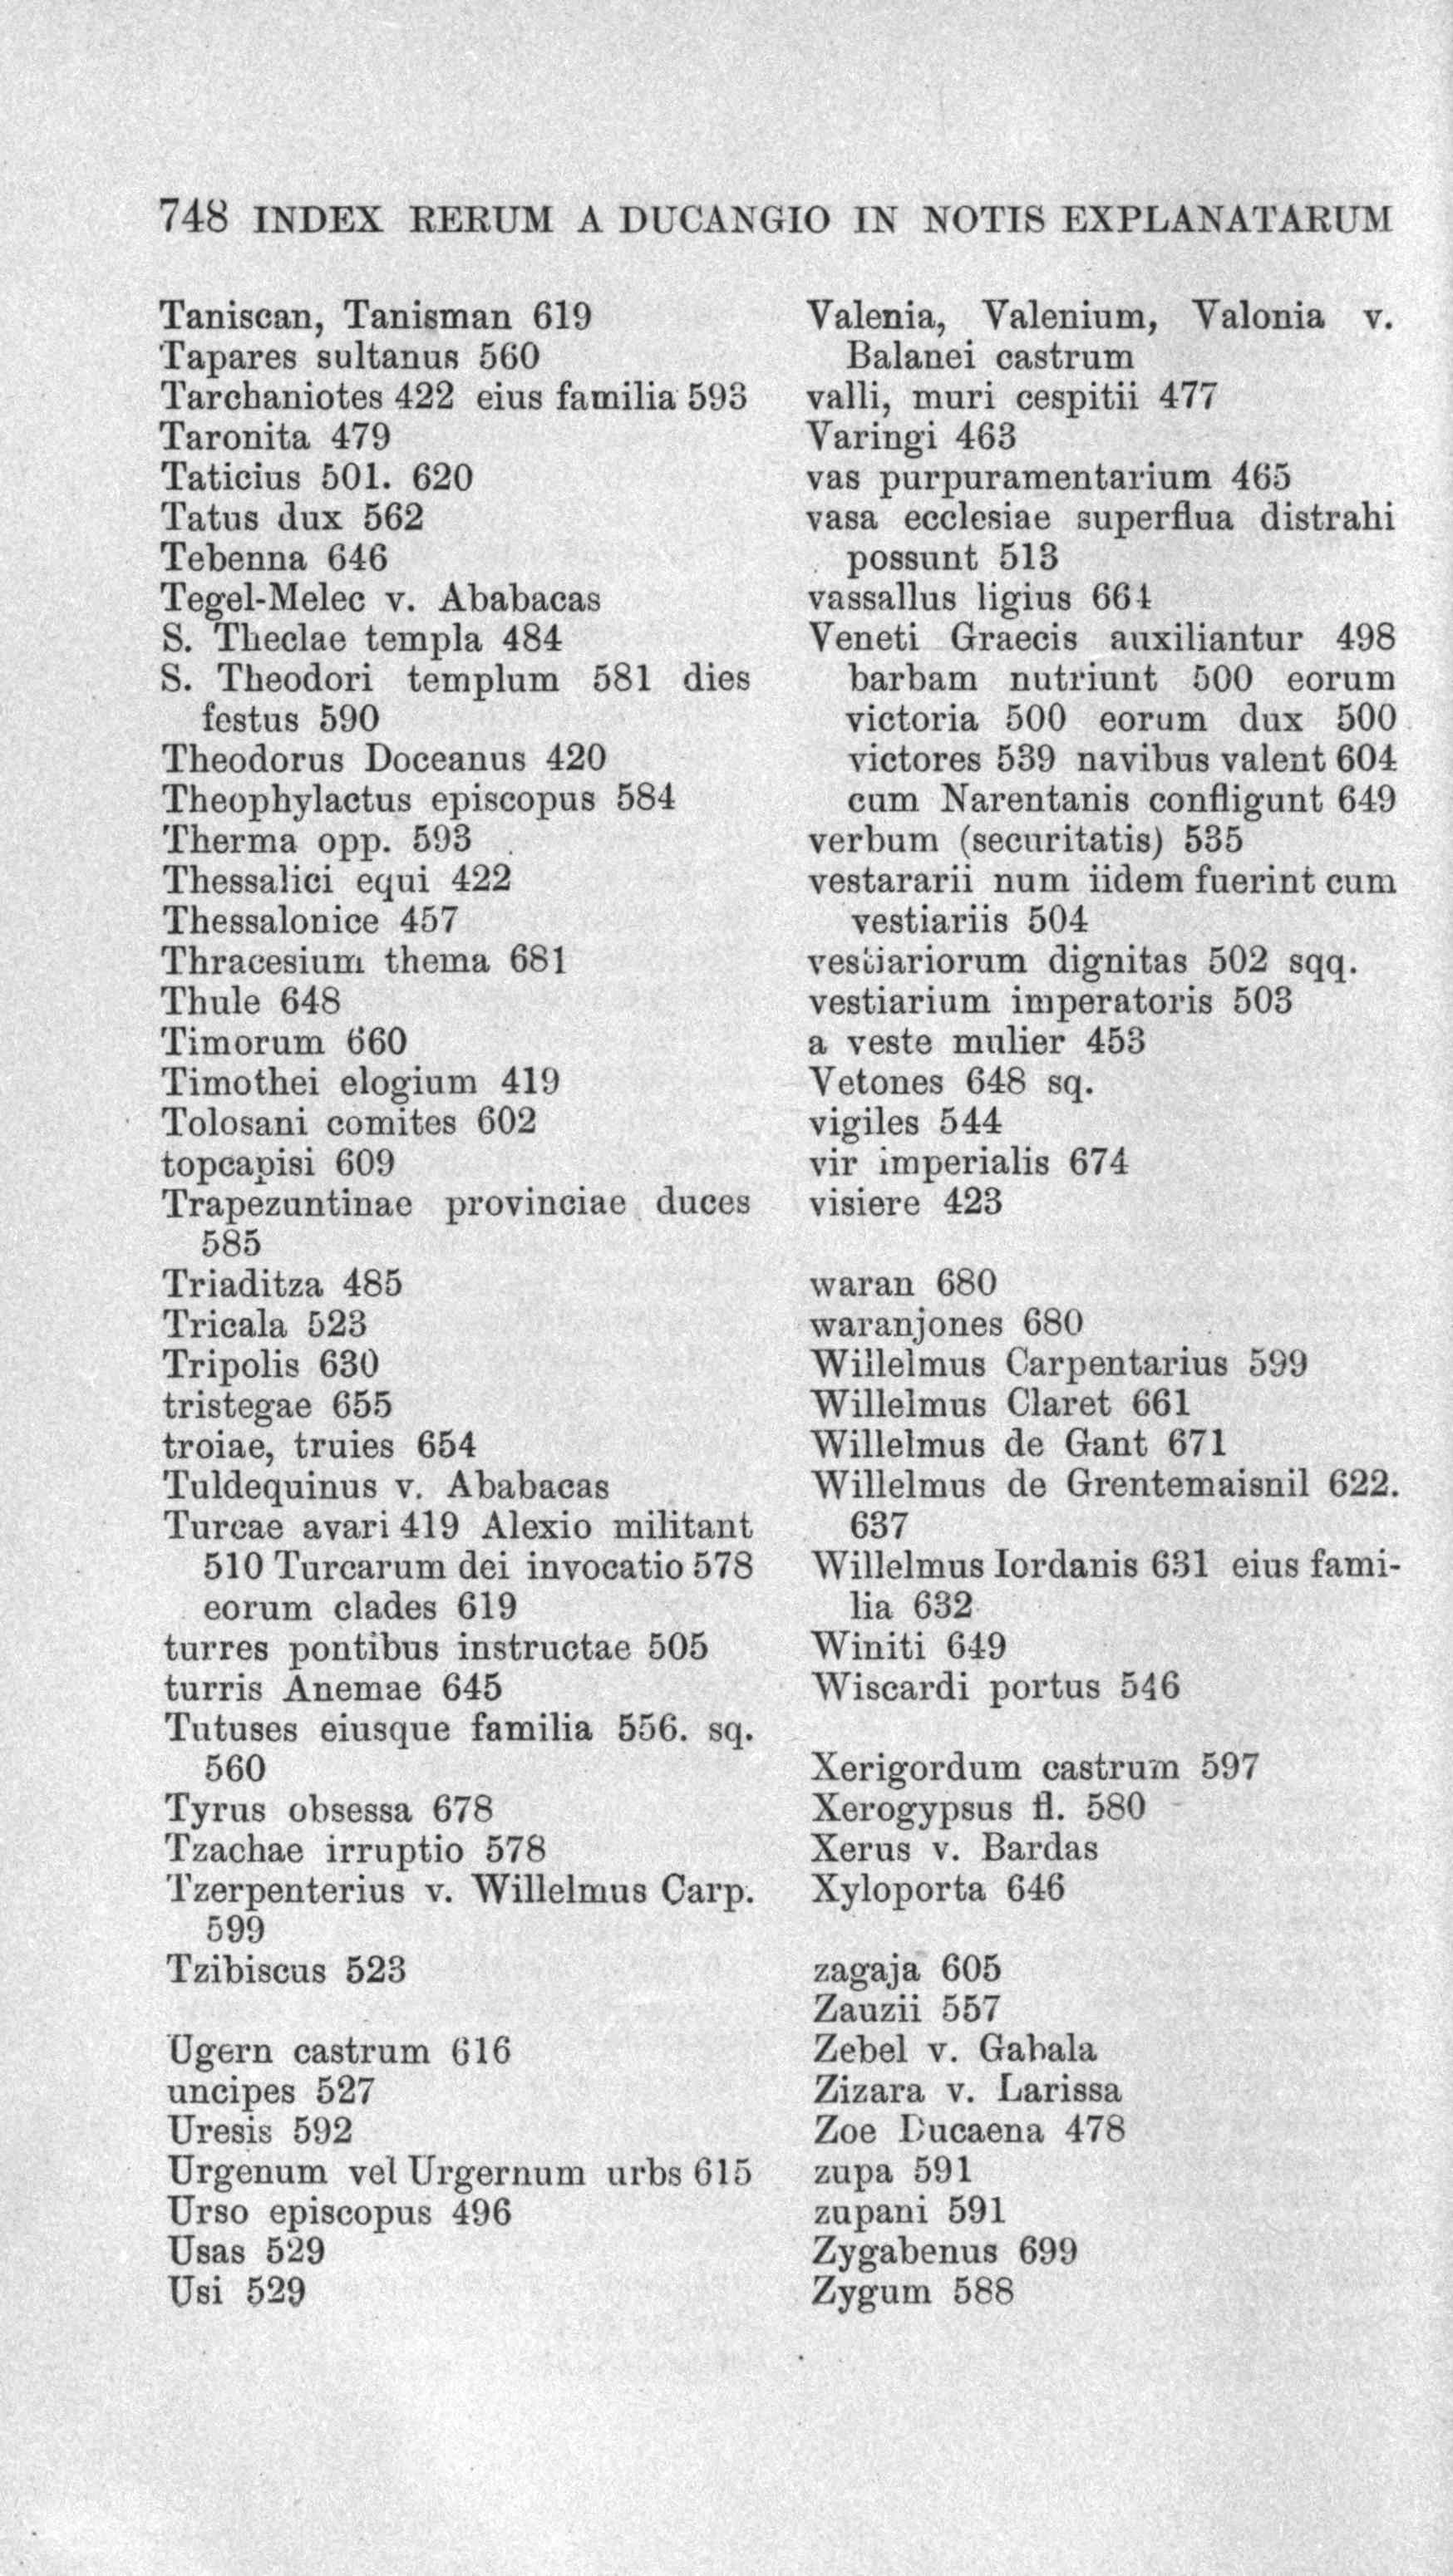 748 INDEX RERUM A DUCANGIO IN NOTIS EXPLANATARUM
Taniscan, Tanisman 619
Tapares sultanus 560
Tarchaniotes 422 eius familia 593
Taronita 479
Taticius 501. 620
Tatus dux 562
Tebenna 646
Tegel-Melec v. Ababacas
S. Theclae templa 484
S. Theodori templum 581 dies
festus 590
Theodorus Doceanus 420
Theophylactus episcopus 584
Therma opp. 593
Thessalici equi 422
Thessalonice 457
Thracesium thema 681
Thule 648
Timorum 660
Timothei elogium 419
Tolosani comites 602
topcapisi 609
Trapezuntinae provinciae duces
585
Triaditza 485
Tricala 523
Tripolis 630
tristegae 655
troiae, truies 654
Tuldequinus v. Ababacas
Turcae avari 419 Alexio militant
510 Turcarum dei invocatio 578
eorum clades 619
turres pontibus instructae 505
turris Anemae 645
Tutuses eiusque familia 556. sq.
560
Tyrus obsessa 678
Tzachae irruptio 578
Tzerpenterius v. Willelmus Carp.
599
Tzibiscus 523
Ugern castrum 616
uncipes 527
Uresis 592
Urgenum vel Urgernum urbs 615
Urso episcopus 496
Usas 529
Usi 529
Valenia, Valenium, Valonia v.
Balanei castrum
valli, muri cespitii 477
Varingi 463
vas purpuramentarium 465
vasa ecclesiae superflua distrahi
possunt 513
vassallus ligius 664
Veneti Graecis auxiliantur 498
barbam nutriunt 500 eorum
victoria 500 eorum dux 500
victores 539 navibus valent 604
cum Narentanis confligunt 649
verbum (securitatis) 535
vestararii num iidem fuerint cum
vestiariis 504
vestiariorum dignitas 502 sqq.
vestiarium imperatoris 503
a veste mulier 453
Vetones 648 sq.
vigiles 544
vir imperialis 674
visiere 423
waran 680
waranjones 680
Willelmus Carpentarius 599
Willelmus Claret 661
Willelmus de Gant 671
Willelmus de Grentemaisnil 622.
637
Willelmus Iordanis 631 eius fami-
lia 632
Winiti 649
Wiscardi portus 546
Xerigordum castrum 597
Xerogypsus fl. 580
Xerus v. Bardas
Xyloporta 646
zagaja 605
Zauzii 557
Zebel v. Gabala
Zizara v. Larissa
Zoe Ducaena 478
zupa 591
zupani 591
Zygabenus 699
Zygum 588